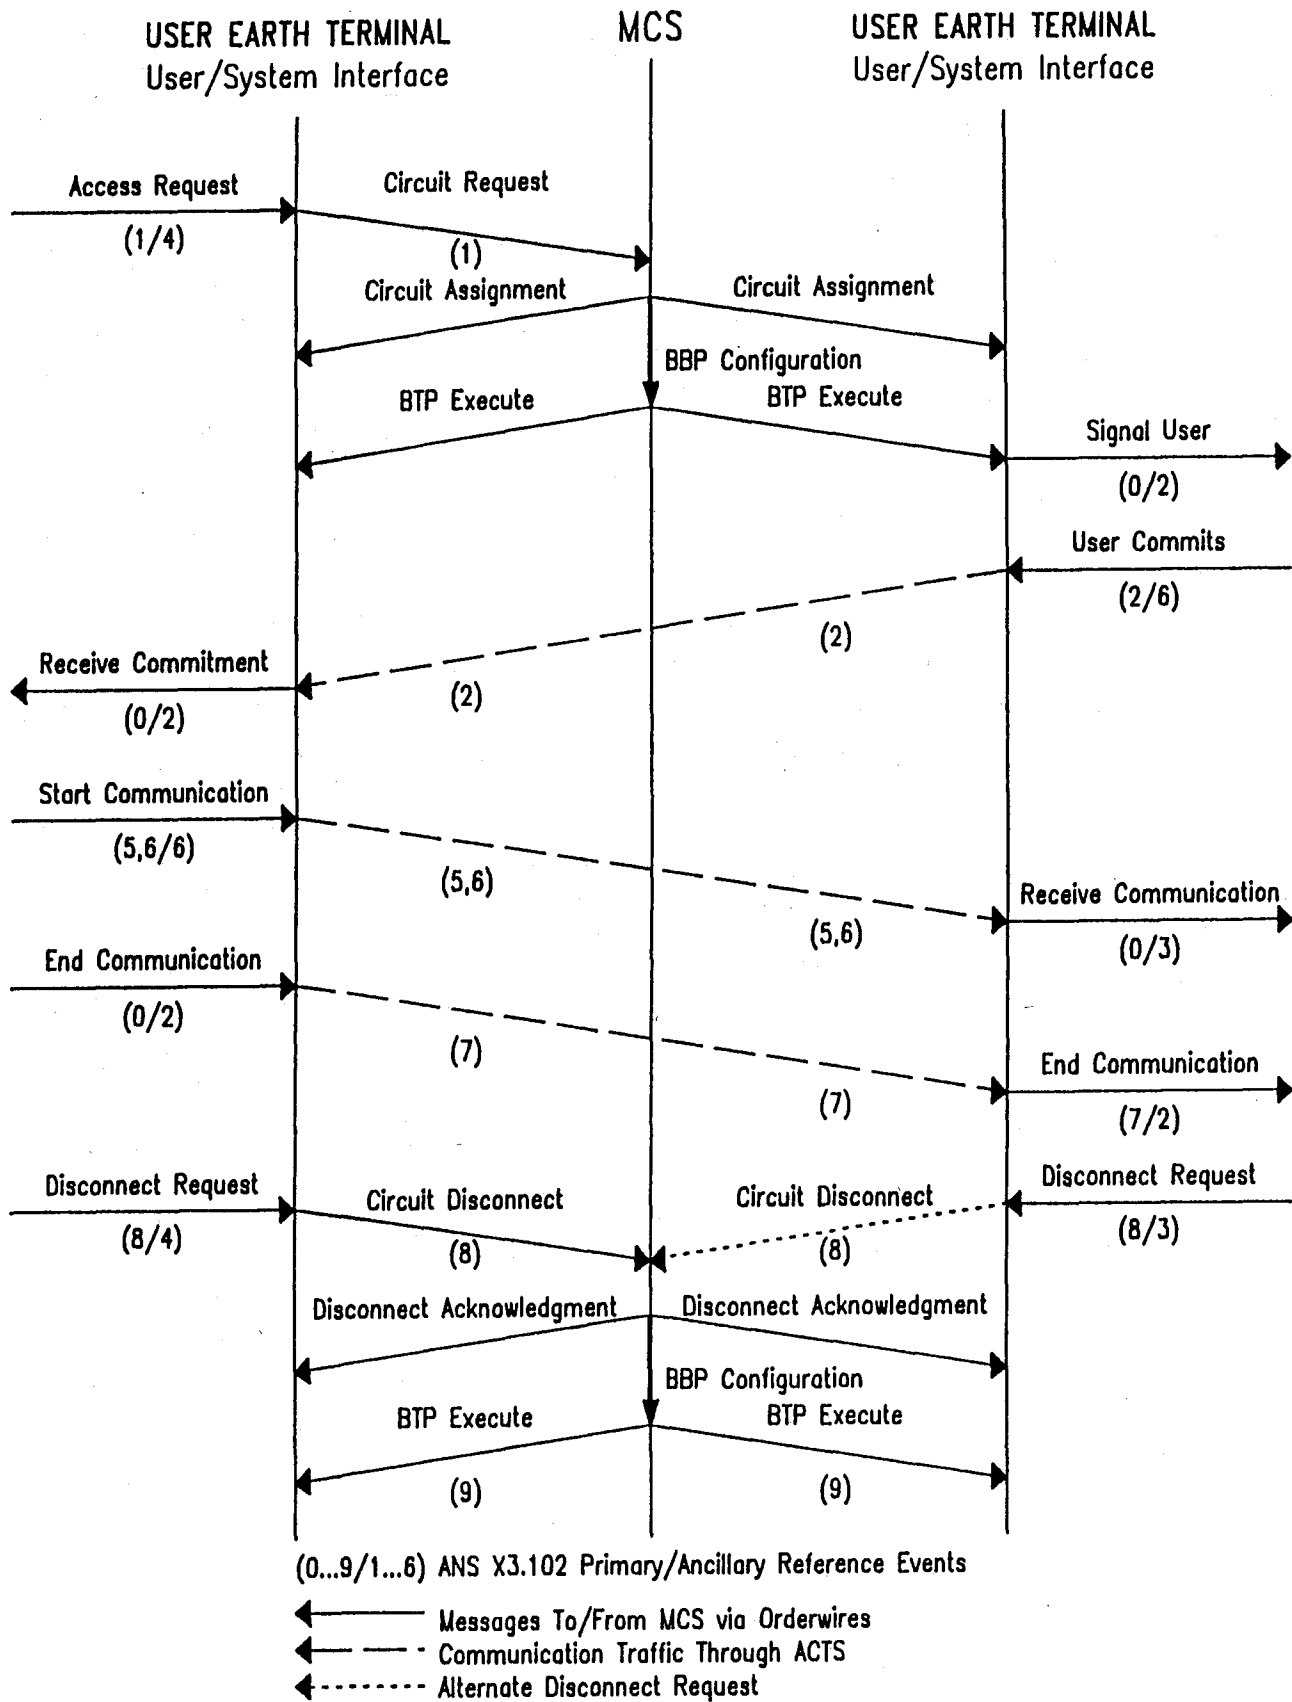 USER EARTH TERMINAL
User/System Interface
MCS
USER EARTH TERMINAL
User/System Interface
Access Request
(1/4)
Circuit Request
(1)
Circuit Assignment
Circuit Assignment
BBP Configuration
BTP Execute
BTP Execute
Signal User
(0/2)
User Commits
(2/6)
(2)
(2)
Receive Commitment
(0/2)
Start Communication
(5,6/6)
(5,6)
(5,6)
Receive Communication
(0/3)
End Communication
(0/2)
(7)
(7)
End Communication
(7/2)
Disconnect Request
(8/4)
Circuit Disconnect
(8)
Circuit Disconnect
(8)
Disconnect Request
(8/3)
Disconnect Acknowledgment
Disconnect Acknowledgment
BBP Configuration
BTP Execute
BTP Execute
(9)
(9)
(0...9/1...6) ANS X3.102 Primary/Ancillary Reference Events
Messages To/From MCS via Orderwires
Communication Traffic Through ACTS
Alternate Disconnect Request